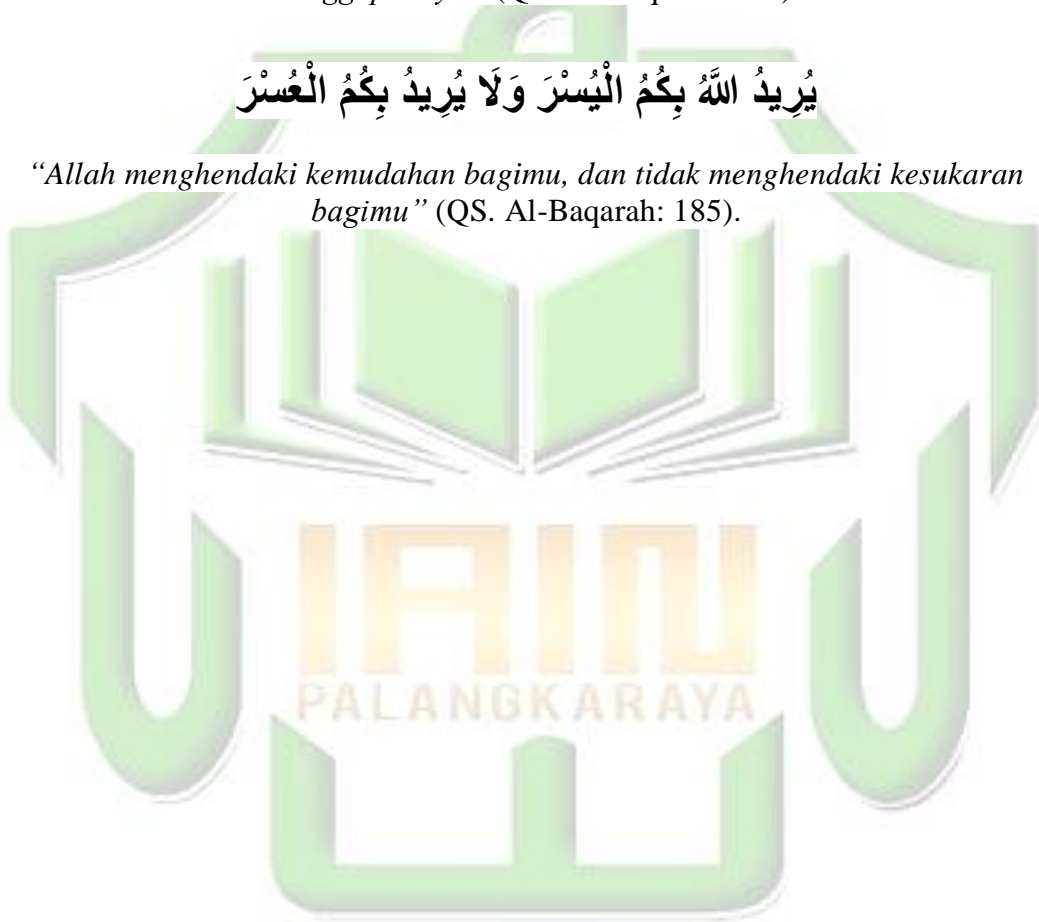 يُرِيدُ اللَّهُ بِكُمُ الْيُسْرَ وَلَا يُرِيدُ بِكُمُ الْعُسْرَ
“Allah menghendaki kemudahan bagimu, dan tidak menghendaki kesukaran
bagimu” (QS. Al-Baqarah: 185).
IAIN
PALANGKARAYA